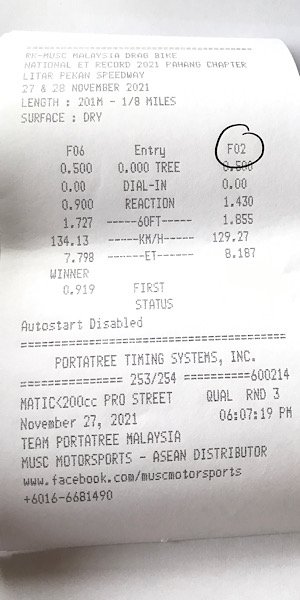 RK-MUSC MALAYSIA DRAG BIKE
NATIONAL ET RECORD 2021 PAHANG CHAPTER
LITAR PEKAN SPEEDWAY
27 & 28 NOVEMBER 2021
LENGTH : 201M - 1/8 MILES
SURFACE : DRY
F06 Entry F02
0.500 0.000 TREE 0.500
0.00 DIAL-IN 0.00
0.900 REACTION 1.430
1.727 -----60FT----- 1.855
134.13 -----KM/H----- 129.27
7.798 ------ET------ 8.187
WINNER
0.919 FIRST
STATUS
Autostart Disabled
PORTATREE TIMING SYSTEMS, INC.
=============== 253/254 ==========600214
MATIC<200cc PRO STREET QUAL RND 3
November 27, 2021 06:07:19 PM
TEAM PORTATREE MALAYSIA
MUSC MOTORSPORTS - ASEAN DISTRIBUTOR
www.facebook.com/muscmotorsports
+6016-6681490